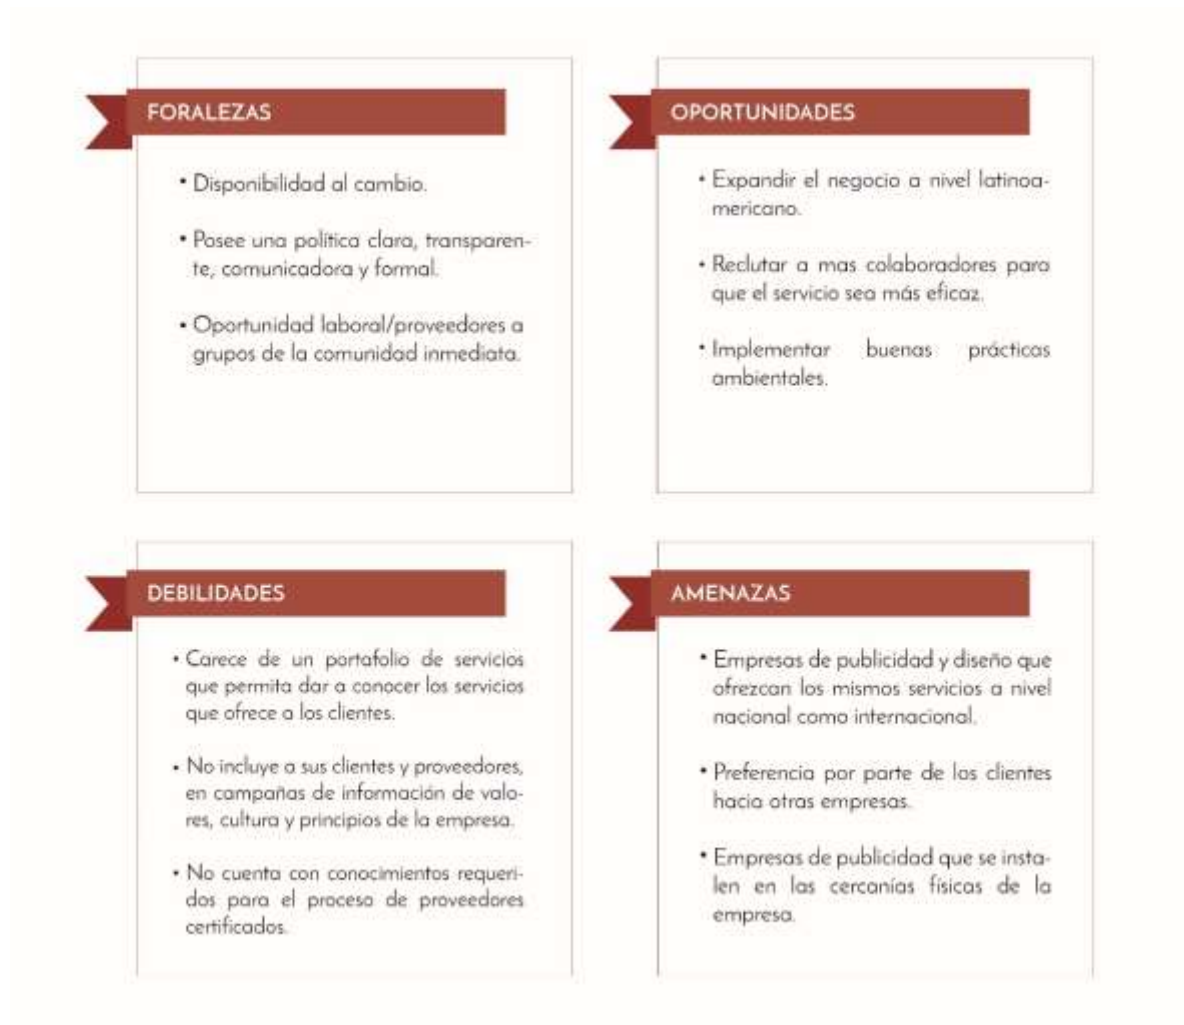 FORALEZAS
• Disponibilidad al cambio.
• Posee una política clara, transparen-
te, comunicadora y formal.
• Oportunidad laboral/proveedores a
grupos de la comunidad inmediata.
OPORTUNIDADES
• Expandir el negocio a nivel latinoa-
mericano.
• Reclutar a mas colaboradores para
que el servicio sea más eficaz.
• Implementar buenas prácticas
ambientales.
DEBILIDADES
• Carece de un portafolio de servicios
que permita dar a conocer los servicios
que ofrece a los clientes.
• No incluye a sus clientes y proveedores,
en campañas de información de valo-
res, cultura y principios de la empresa.
• No cuenta con conocimientos requeri-
dos para el proceso de proveedores
certificados.
AMENAZAS
• Empresas de publicidad y diseño que
ofrezcan los mismos servicios a nivel
nacional como internacional.
• Preferencia por parte de los clientes
hacia otras empresas.
• Empresas de publicidad que se insta-
len en las cercanías físicas de la
empresa.